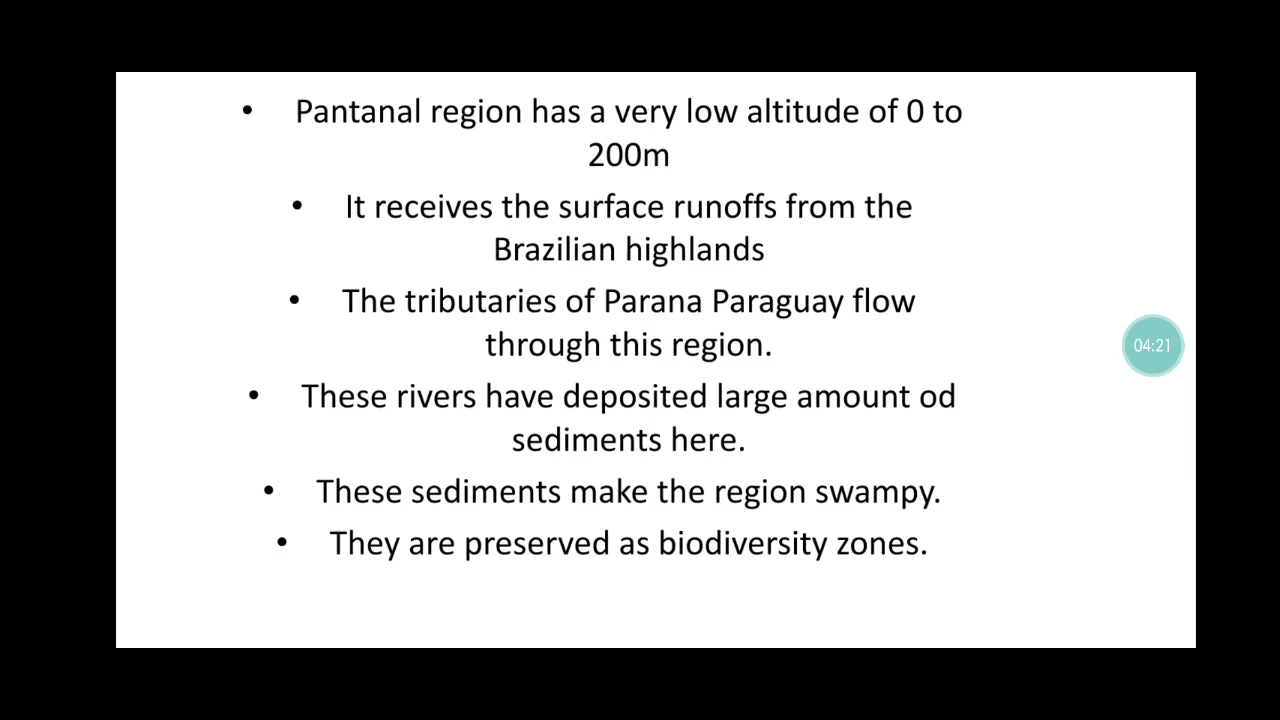 • Pantanal region has a very low altitude of 0 to
200m
• It receives the surface runoffs from the
Brazilian highlands
• The tributaries of Parana Paraguay flow
through this region.
• These rivers have deposited large amount od
sediments here.
• These sediments make the region swampy.
• They are preserved as biodiversity zones.
04:21